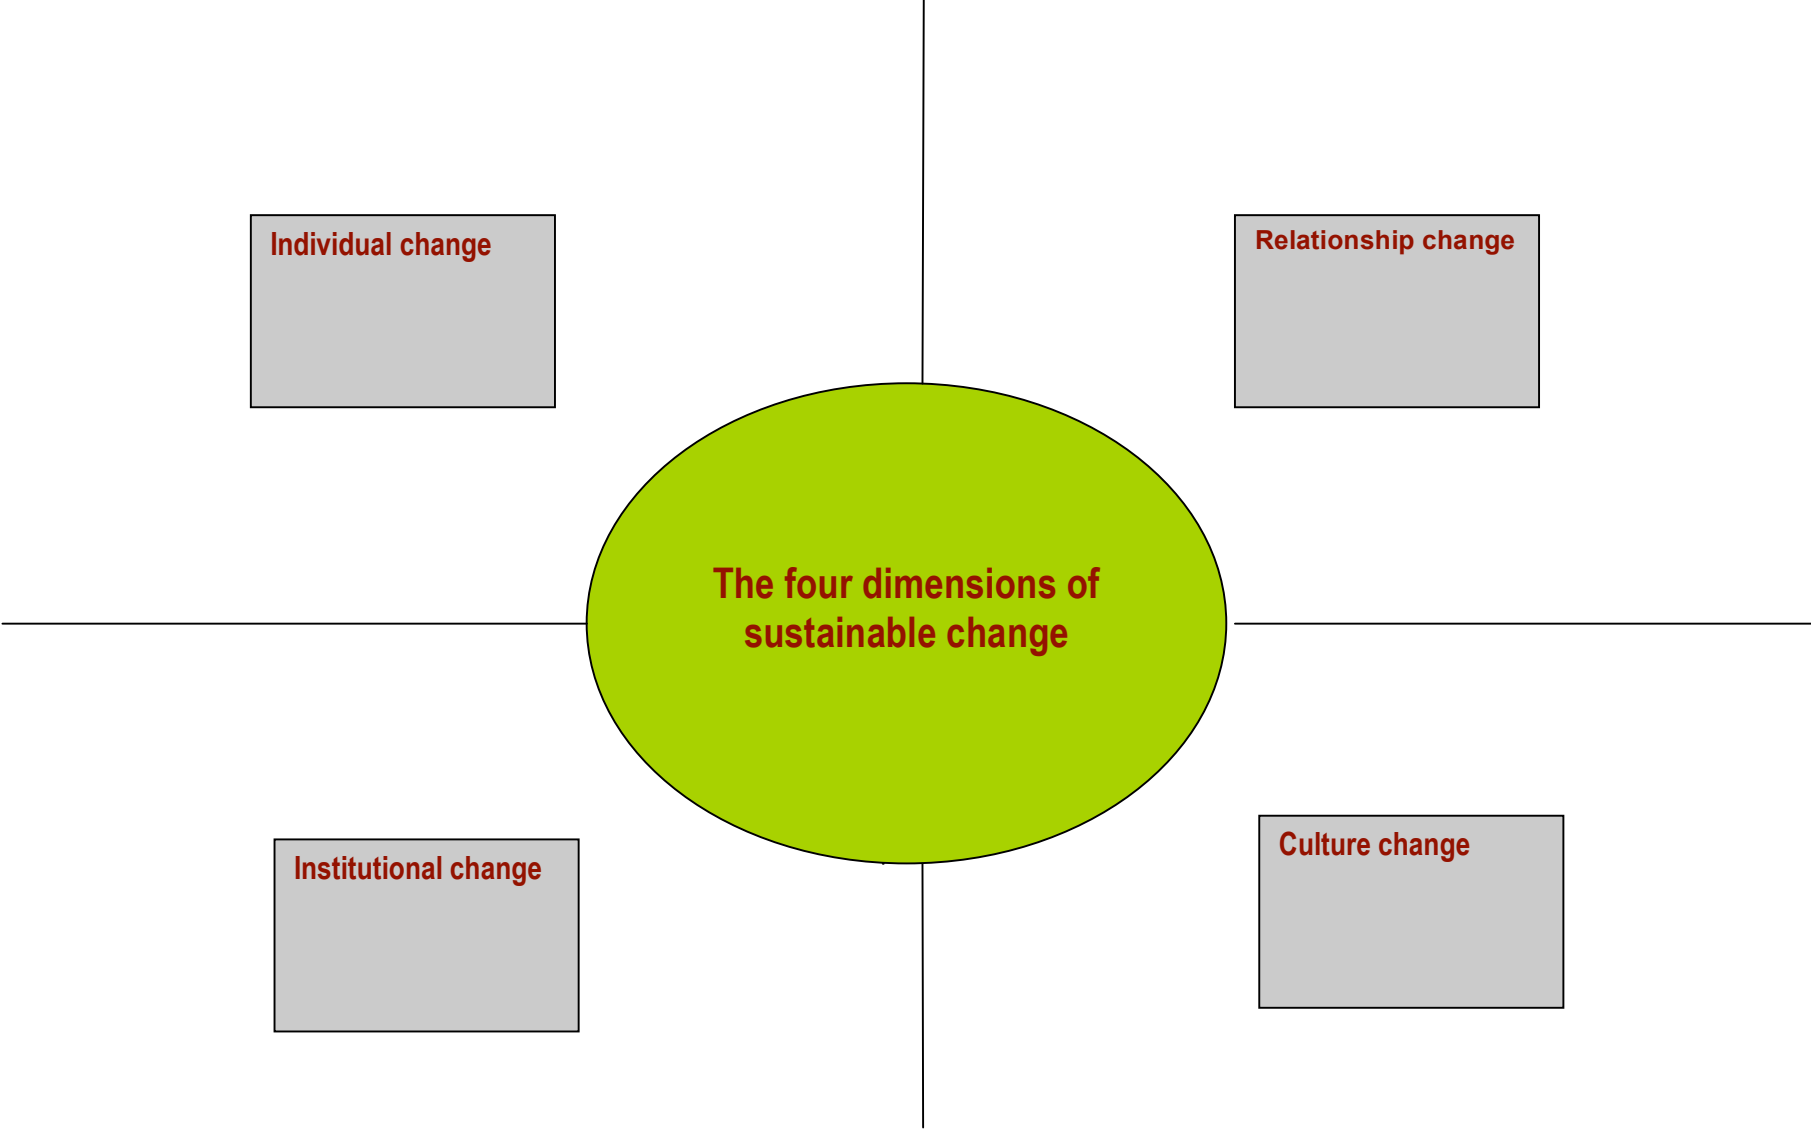 Individual change
Relationship change
The four dimensions of
sustainable change
Institutional change
Culture change